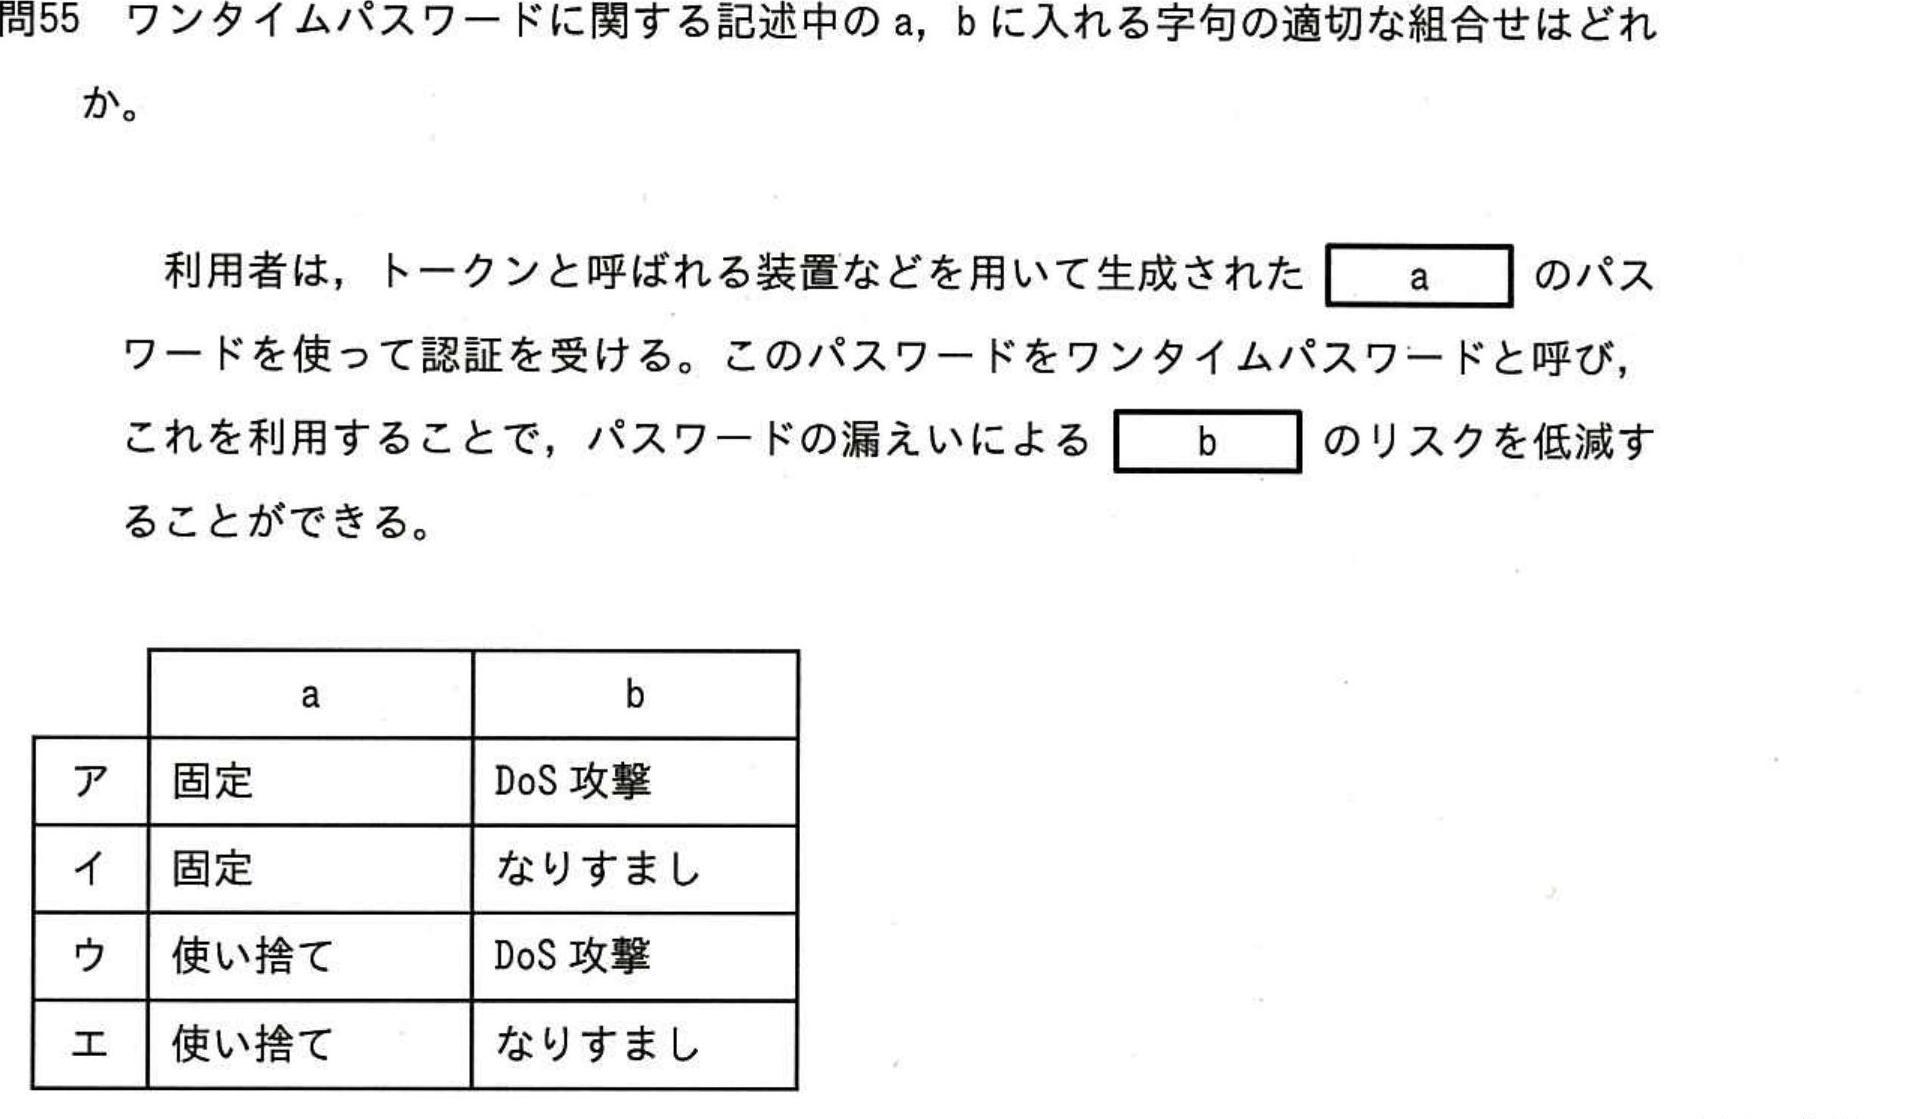 問55 ワンタイムパスワードに関する記述中の a，b に入れる字句の適切な組合せはどれ
か。
利用者は，トークンと呼ばれる装置などを用いて生成された a のパス
ワードを使って認証を受ける。このパスワードをワンタイムパスワードと呼び，
これを利用することで，パスワードの漏えいによる b のリスクを低減す
ることができる。
a b
ア 固定 DoS 攻撃
イ 固定 なりすまし
ウ 使い捨て DoS 攻撃
エ 使い捨て なりすまし